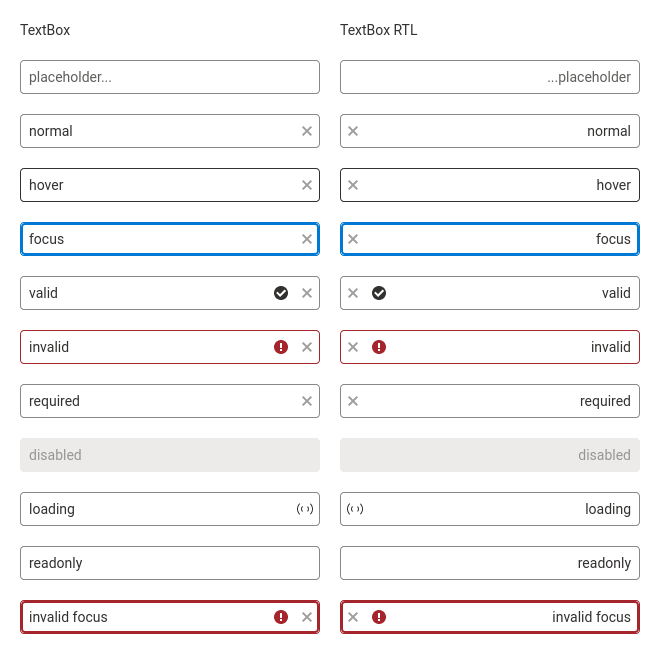 TextBox
placeholder...
normal
hover
focus
valid
invalid
required
disabled
loading
readonly
invalid focus
TextBox RTL
...placeholder
normal
hover
focus
valid
invalid
required
disabled
loading
readonly
invalid focus